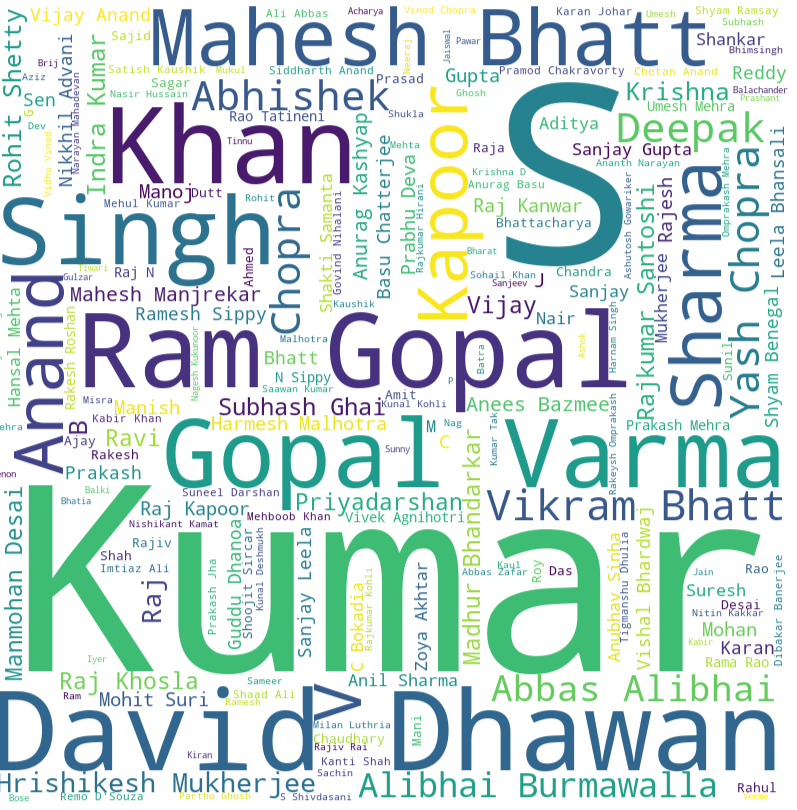 Vijay Anand
Mahesh Bhatt
Ali Abbas
Acharya
Vinod Chopra
Karan Johar
Umesh
Shyam Ramsay
Subhash
Sajid
Shankar
Bhimsingh
Brij
Neeraj
Jaiswal
Pawar
Rohit Shetty
Aziz
Satish Kaushik
Mukul
Siddharth Anand
Prasad
Gupta
Pramod Chakravorty
Chetan Anand
Reddy
Nikkhil Advani
Sagar
Abhishek
Krishna
Balachander
Sen
Nasir Hussain
Ghosh
Umesh Mehra
Prashant
G
Dev
Indra Kumar
Khan
Rao Tatineni
Shukla
Kapoor
S
Aditya
Deepak
Vidhu Vinod
Narayan Mahadevan
Tinnu
Anurag Kashyap
Mehta
Raja
Sanjay Gupta
Ananth Narayan
Omprakash Mehra
Leela Bhansali
Basu Chatterjee
Prabhu Deva
Krishna D
Anurag Basu
Shakti Samanta
Govind Nihalani
Rajkumar Hirani
Manoj
Dutt
Rohit
Raj Kanwar
Rajesh
Singh
Mehul Kumar
Chopra
Bhattacharya
Sharma
Yash Chopra
Rajkumar Santoshi
Mukherjee
Ashutosh Gowariker
Bharat
Ahmed
Tiwari
Gulzar
Raj N
Sohail Khan
Chandra
Sanjeev
J
Sanjay
Hansal Mehta
Anand
Mahesh Manjrekar
Kaushik
Vijay
Ramesh Sippy
Nair
Harnam Singh
Shyam Benegal
Rakesh Roshan
Ram Gopal
Malhotra
Batra
Ashok
Sunil
Nagesh Kukunoor
Bhatt
N Sippy
Saawan Kumar
P
Misra
Manish
Amit
Kunal Kohli
Kabir Khan
Subhash Ghai
Anees Bazmee
B
Ajay
Ravi
Harmesh Malhotra
M
Nag
C
Kumar Tak
Prakash Mehra
Rakeysh Omprakash
ehra
enon
Rakesh
Gopal Varma
Sunny
Prakash
Manmohan Desai
Bhatia
Balki
Suneel Darshan
Priyadarshan
Madhur Bhandarkar
Vikram Bhatt
Raj Kapoor
Mehboob Khan
Vivek Agnihotri
Nishikant Kamat
Rajiv
Shah
Imtiaz Ali
Raj
Prakash Jha
Guddu Dhanoa
Shoojit Sircar
Kunal Deshmukh
Sanjay Leela
C Bokadia
Rajkumar Kohli
Zoya Akhtar
Abbas Zafar
Kaul
Roy
Das
Anubhav Sinha
Tigmanshu Dhulia
Vishal Bhardwaj
Jain
Rao
Suresh
Desai
Nitin Kakkar
Dibakar Banerjee
Kumar
Mohan
Kabir
Karan
Rama Rao
Iyer
Raj Khosla
Sameer
Anil Sharma
Abbas Alibhai
Ram
Mohit Suri
Shaad Ali
Ramesh
V
Milan Luthria
Chaudhary
Rajiv Rai
Mani
David Dhawan
Kiran
Kanti Shah
Sachin
Hrishikesh Mukherjee
Alibhai Burmawalla
Rahul
Bose
Remo D'Souza
Partho Ghosh
S Shivdasani
Verma